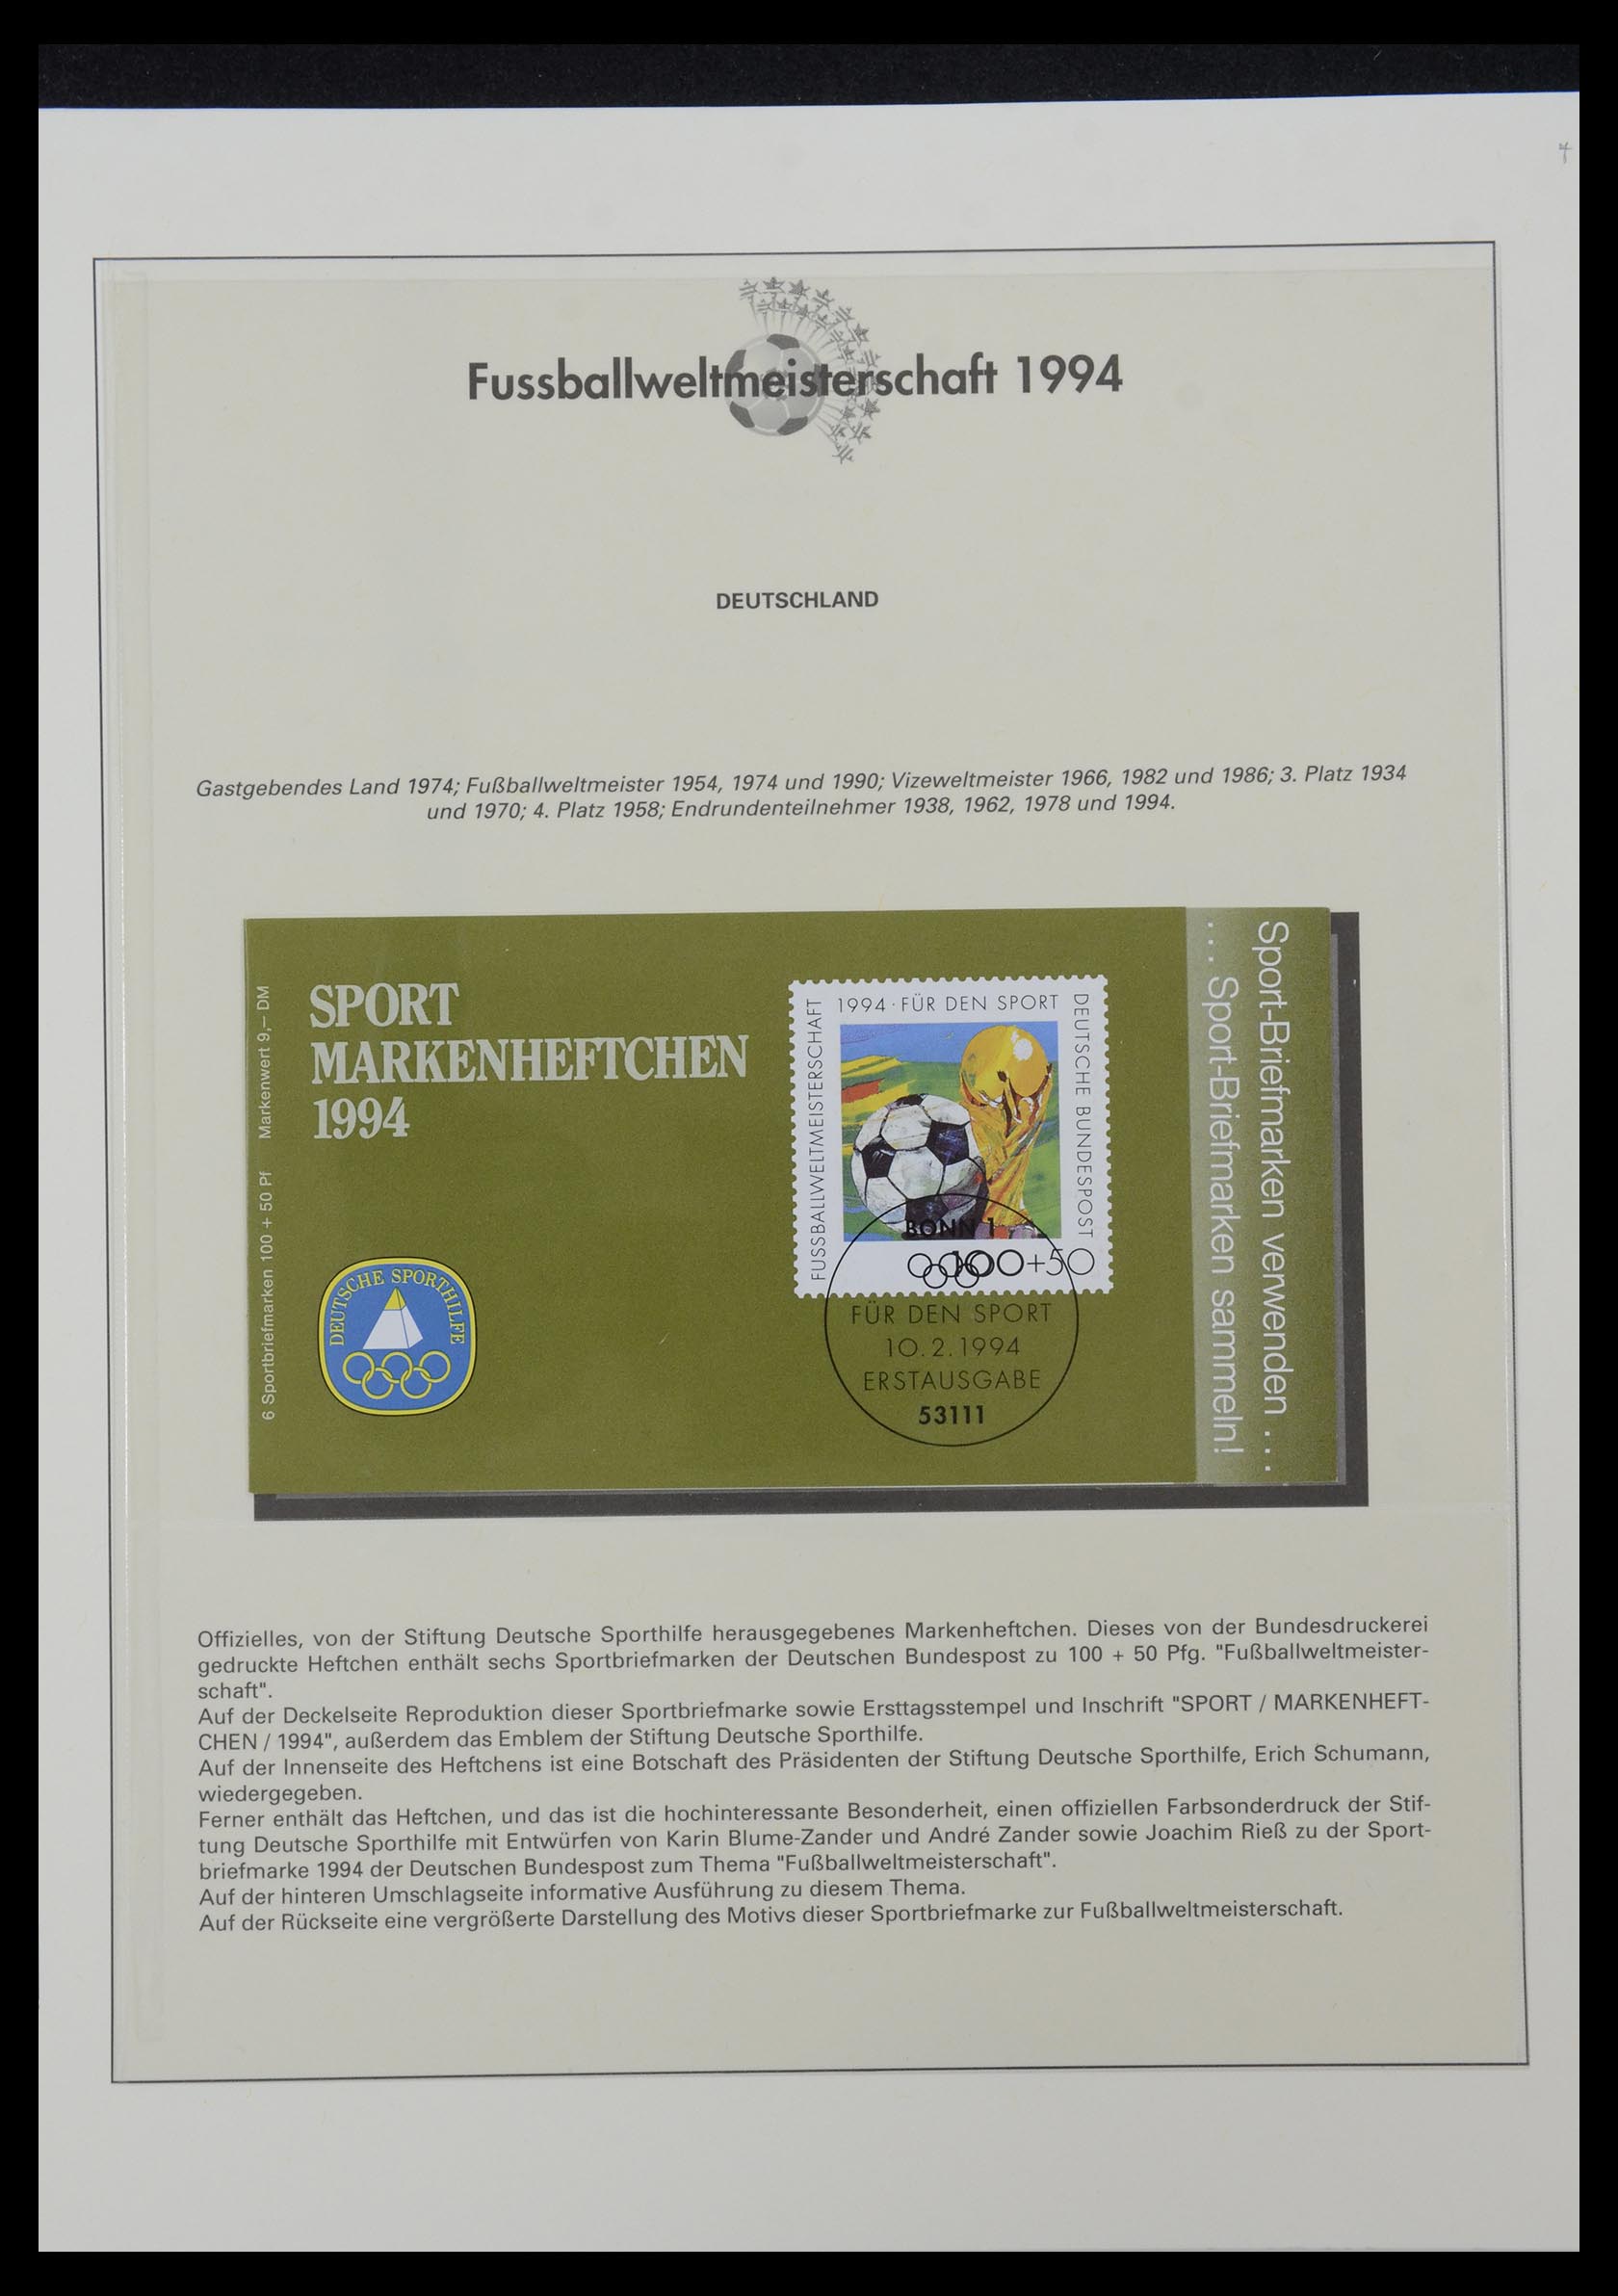 4
Fussballweltmeisterschaft 1994
DEUTSCHLAND
Gastgebendes Land 1974; Fußballweltmeister 1954, 1974 und 1990; Vizeweltmeister 1966, 1982 und 1986; 3. Platz 1934
und 1970; 4. Platz 1958; Endrundenteilnehmer 1938, 1962, 1978 und 1994.
6 Sportbriefmarken 100 + 50 Pf Markenwert 9,– DM
SPORT
MARKENHEFTCHEN
1994
DEUTSCHE SPORTHILFE
FUSSBALLWELTMEISTERSCHAFT
1994·FÜR DEN SPORT
DEUTSCHE BUNDESPOST
100+50
BONN 1
FÜR DEN SPORT
10.2.1994
ERSTAUSGABE
53111
Sport-Briefmarken verwenden ...
... Sport-Briefmarken sammeln!
Offizielles, von der Stiftung Deutsche Sporthilfe herausgegebenes Markenheftchen. Dieses von der Bundesdruckerei
gedruckte Heftchen enthält sechs Sportbriefmarken der Deutschen Bundespost zu 100 + 50 Pfg. "Fußballweltmeister-
schaft".
Auf der Deckelseite Reproduktion dieser Sportbriefmarke sowie Ersttagsstempel und Inschrift "SPORT / MARKENHEFT-
CHEN / 1994", außerdem das Emblem der Stiftung Deutsche Sporthilfe.
Auf der Innenseite des Heftchens ist eine Botschaft des Präsidenten der Stiftung Deutsche Sporthilfe, Erich Schumann,
wiedergegeben.
Ferner enthält das Heftchen, und das ist die hochinteressante Besonderheit, einen offiziellen Farbsonderdruck der Stif-
tung Deutsche Sporthilfe mit Entwürfen von Karin Blume-Zander und André Zander sowie Joachim Rieß zu der Sport-
briefmarke 1994 der Deutschen Bundespost zum Thema "Fußballweltmeisterschaft".
Auf der hinteren Umschlagseite informative Ausführung zu diesem Thema.
Auf der Rückseite eine vergrößerte Darstellung des Motivs dieser Sportbriefmarke zur Fußballweltmeisterschaft.